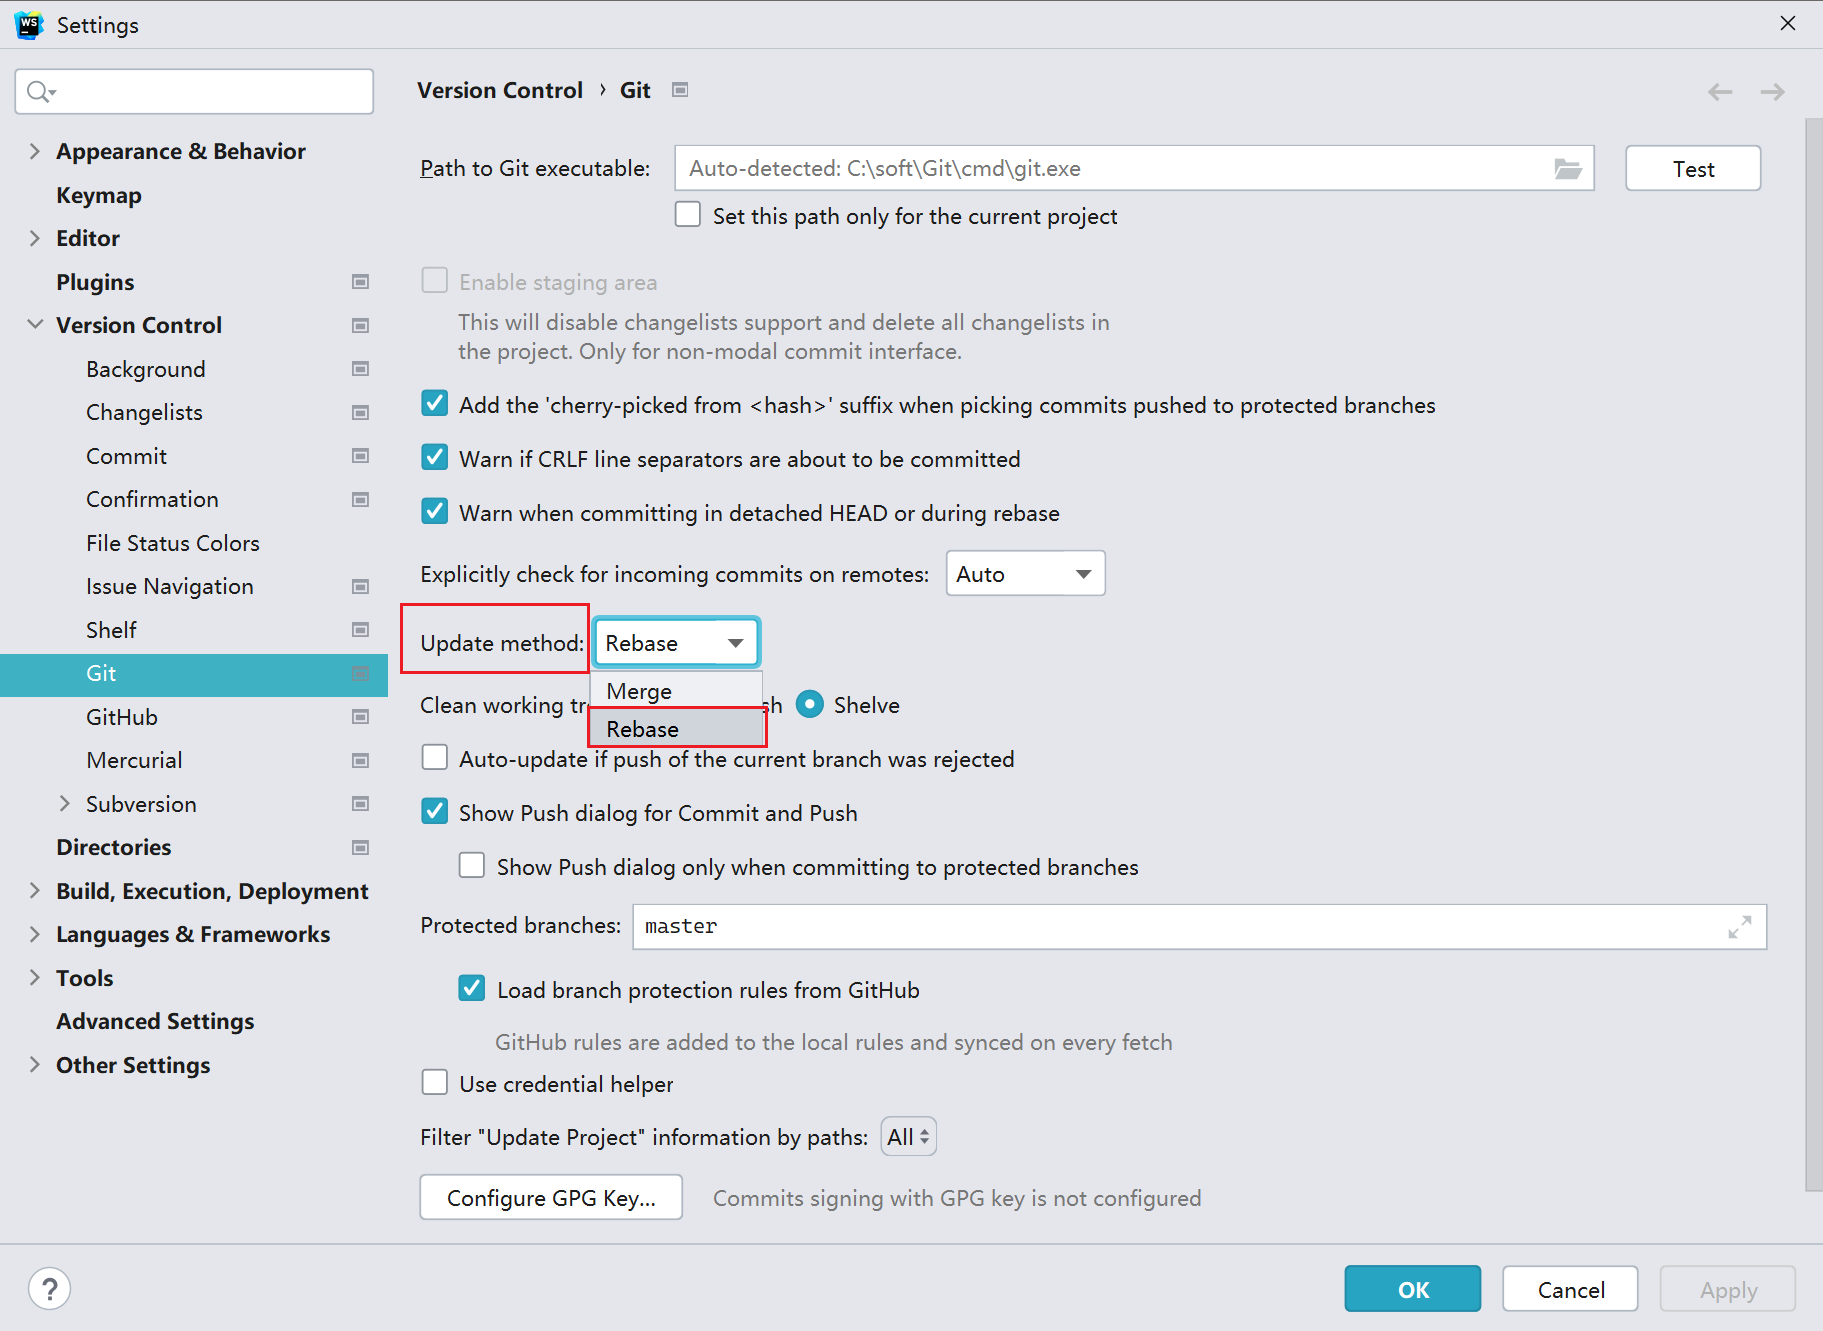 WS
Settings
Version Control › Git
Appearance & Behavior
Keymap
Editor
Plugins
Version Control
Background
Changelists
Commit
Confirmation
File Status Colors
Issue Navigation
Shelf
Git
GitHub
Mercurial
Subversion
Directories
Build, Execution, Deployment
Languages & Frameworks
Tools
Advanced Settings
Other Settings
Path to Git executable: Auto-detected: C:\soft\Git\cmd\git.exe Test
Set this path only for the current project
Enable staging area
This will disable changelists support and delete all changelists in
the project. Only for non-modal commit interface.
Add the 'cherry-picked from <hash>' suffix when picking commits pushed to protected branches
Warn if CRLF line separators are about to be committed
Warn when committing in detached HEAD or during rebase
Explicitly check for incoming commits on remotes: Auto
Update method: Rebase
Merge
Rebase
Clean working tr h Shelve
Auto-update if push of the current branch was rejected
Show Push dialog for Commit and Push
Show Push dialog only when committing to protected branches
Protected branches: master
Load branch protection rules from GitHub
GitHub rules are added to the local rules and synced on every fetch
Use credential helper
Filter "Update Project" information by paths: All
Configure GPG Key... Commits signing with GPG key is not configured
? OK Cancel Apply